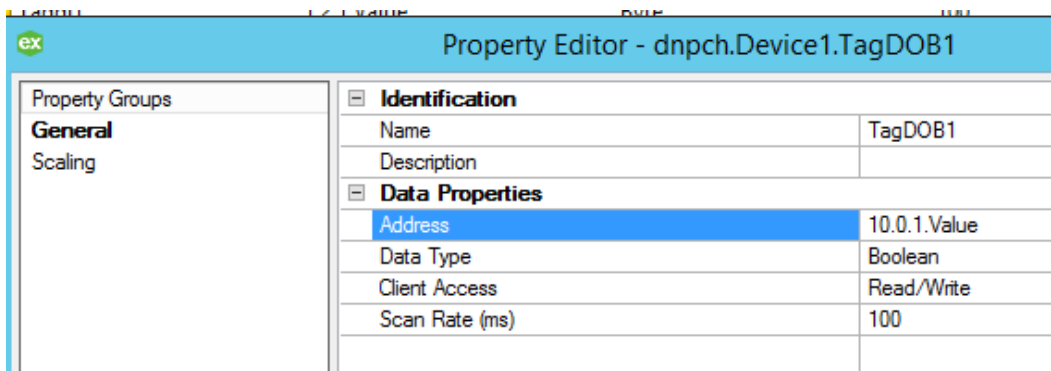 ex Property Editor - dnpch.Device1.TagDOB1
Property Groups
General
Scaling
Identification
Name TagDOB1
Description
Data Properties
Address 10.0.1.Value
Data Type Boolean
Client Access Read/Write
Scan Rate (ms) 100